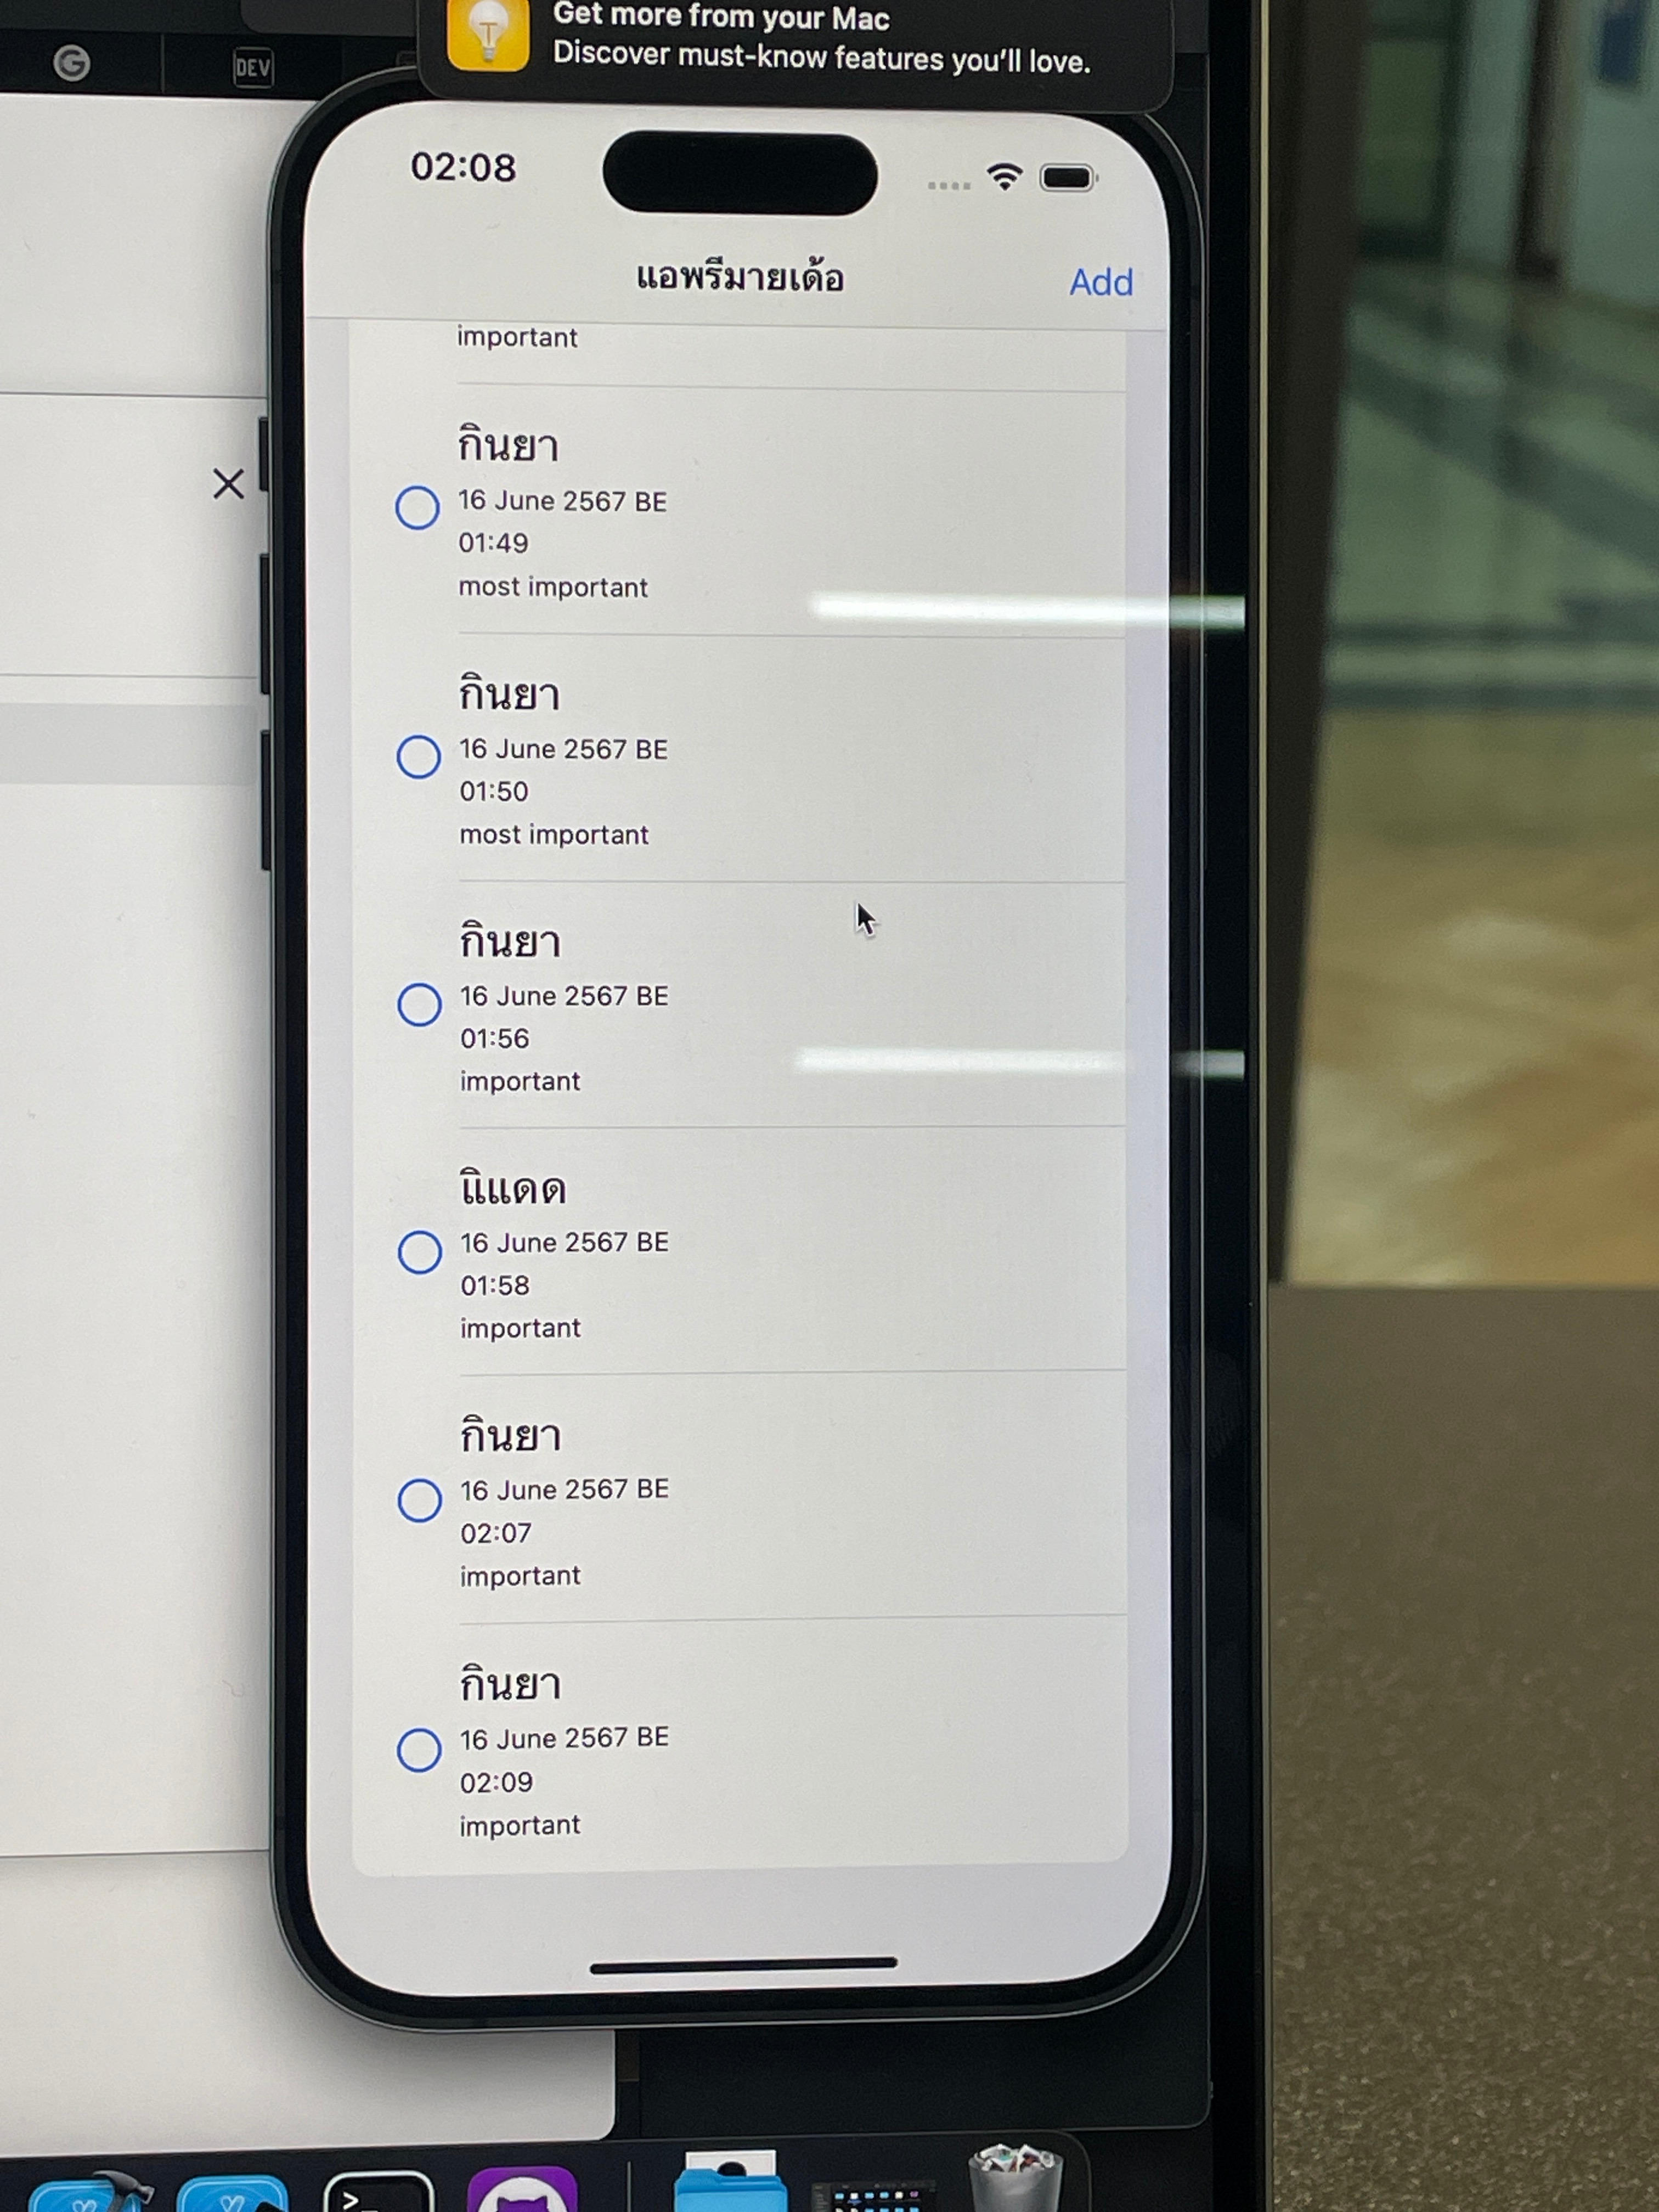 Get more from your Mac
Discover must-know features you'll love.
G
DEV
02:08
แอพรีมายเด้อ
Add
important
กินยา
16 June 2567 BE
01:49
most important
กินยา
16 June 2567 BE
01:50
most important
กินยา
16 June 2567 BE
01:56
important
แิแดด
16 June 2567 BE
01:58
important
กินยา
16 June 2567 BE
02:07
important
กินยา
16 June 2567 BE
02:09
important